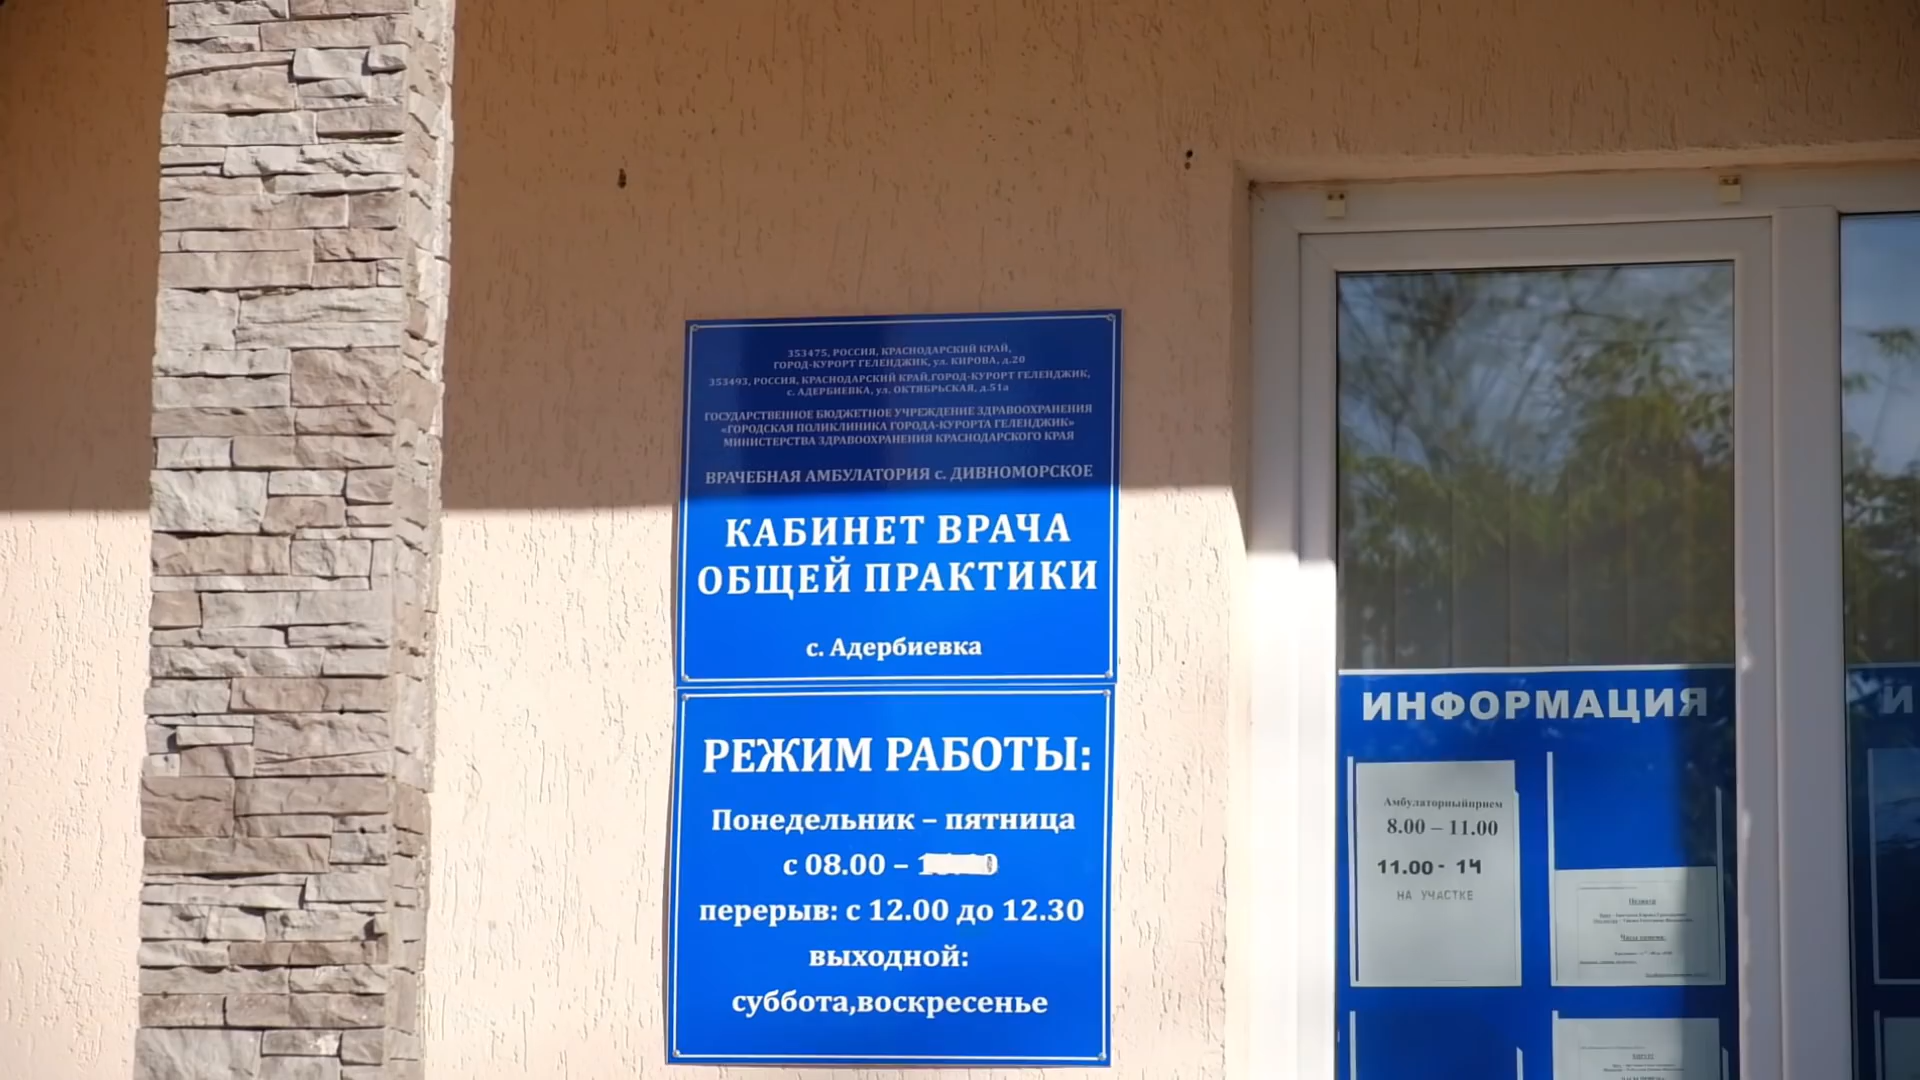 353475, РОССИЯ, КРАСНОДАРСКИЙ КРАЙ,
ГОРОД-КУРОРТ ГЕЛЕНДЖИК, ул. КИРОВА, д.20
353493, РОССИЯ, КРАСНОДАРСКИЙ КРАЙ,ГОРОД-КУРОРТ ГЕЛЕНДЖИК,
с. АДЕРБИЕВКА, ул. ОКТЯБРЬСКАЯ, д.51а
ГОСУДАРСТВЕННОЕ БЮДЖЕТНОЕ УЧРЕЖДЕНИЕ ЗДРАВООХРАНЕНИЯ
«ГОРОДСКАЯ ПОЛИКЛИНИКА ГОРОДА-КУРОРТА ГЕЛЕНДЖИК»
МИНИСТЕРСТВА ЗДРАВООХРАНЕНИЯ КРАСНОДАРСКОГО КРАЯ
ВРАЧЕБНАЯ АМБУЛАТОРИЯ с. ДИВНОМОРСКОЕ
КАБИНЕТ ВРАЧА
ОБЩЕЙ ПРАКТИКИ
с. Адербиевка
РЕЖИМ РАБОТЫ:
Понедельник – пятница
с 08.00 –
перерыв: с 12.00 до 12.30
выходной:
суббота,воскресенье
ИНФОРМАЦИЯ
Амбулаторныйприем
8.00 – 11.00
11.00 - 14
НА УЧАСТКЕ